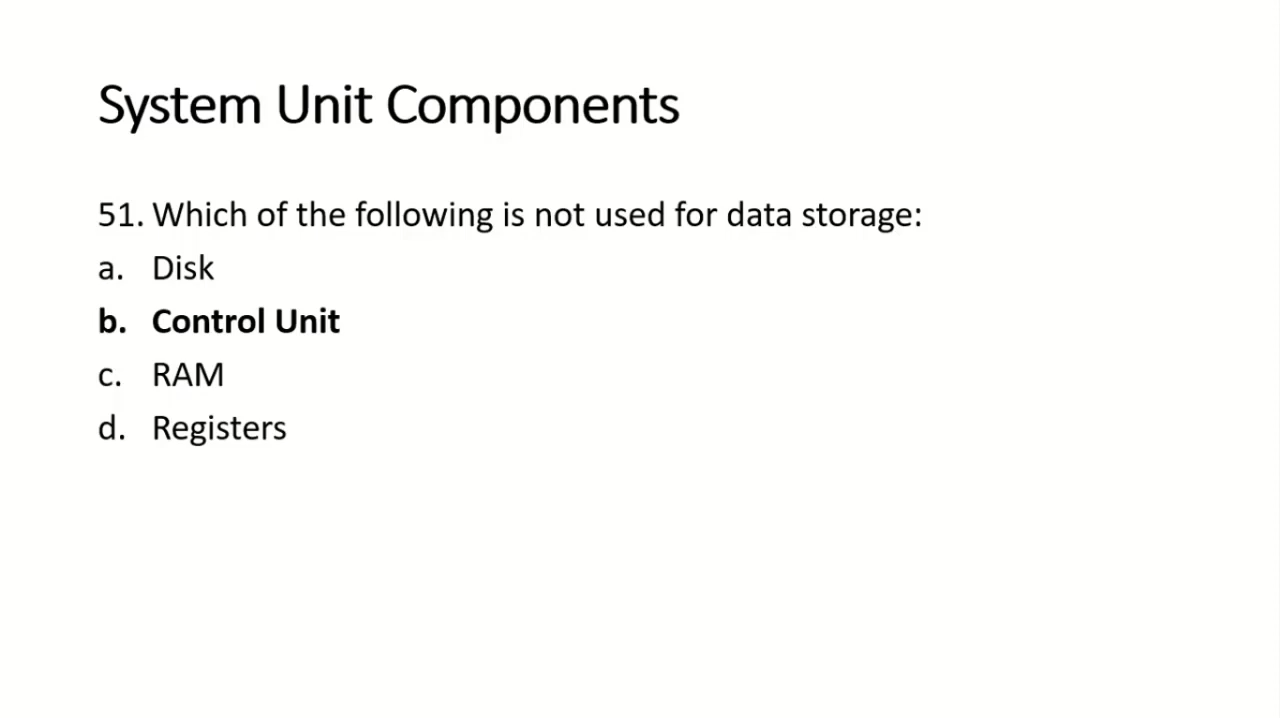 System Unit Components
51. Which of the following is not used for data storage:
a. Disk
b. Control Unit
c. RAM
d. Registers